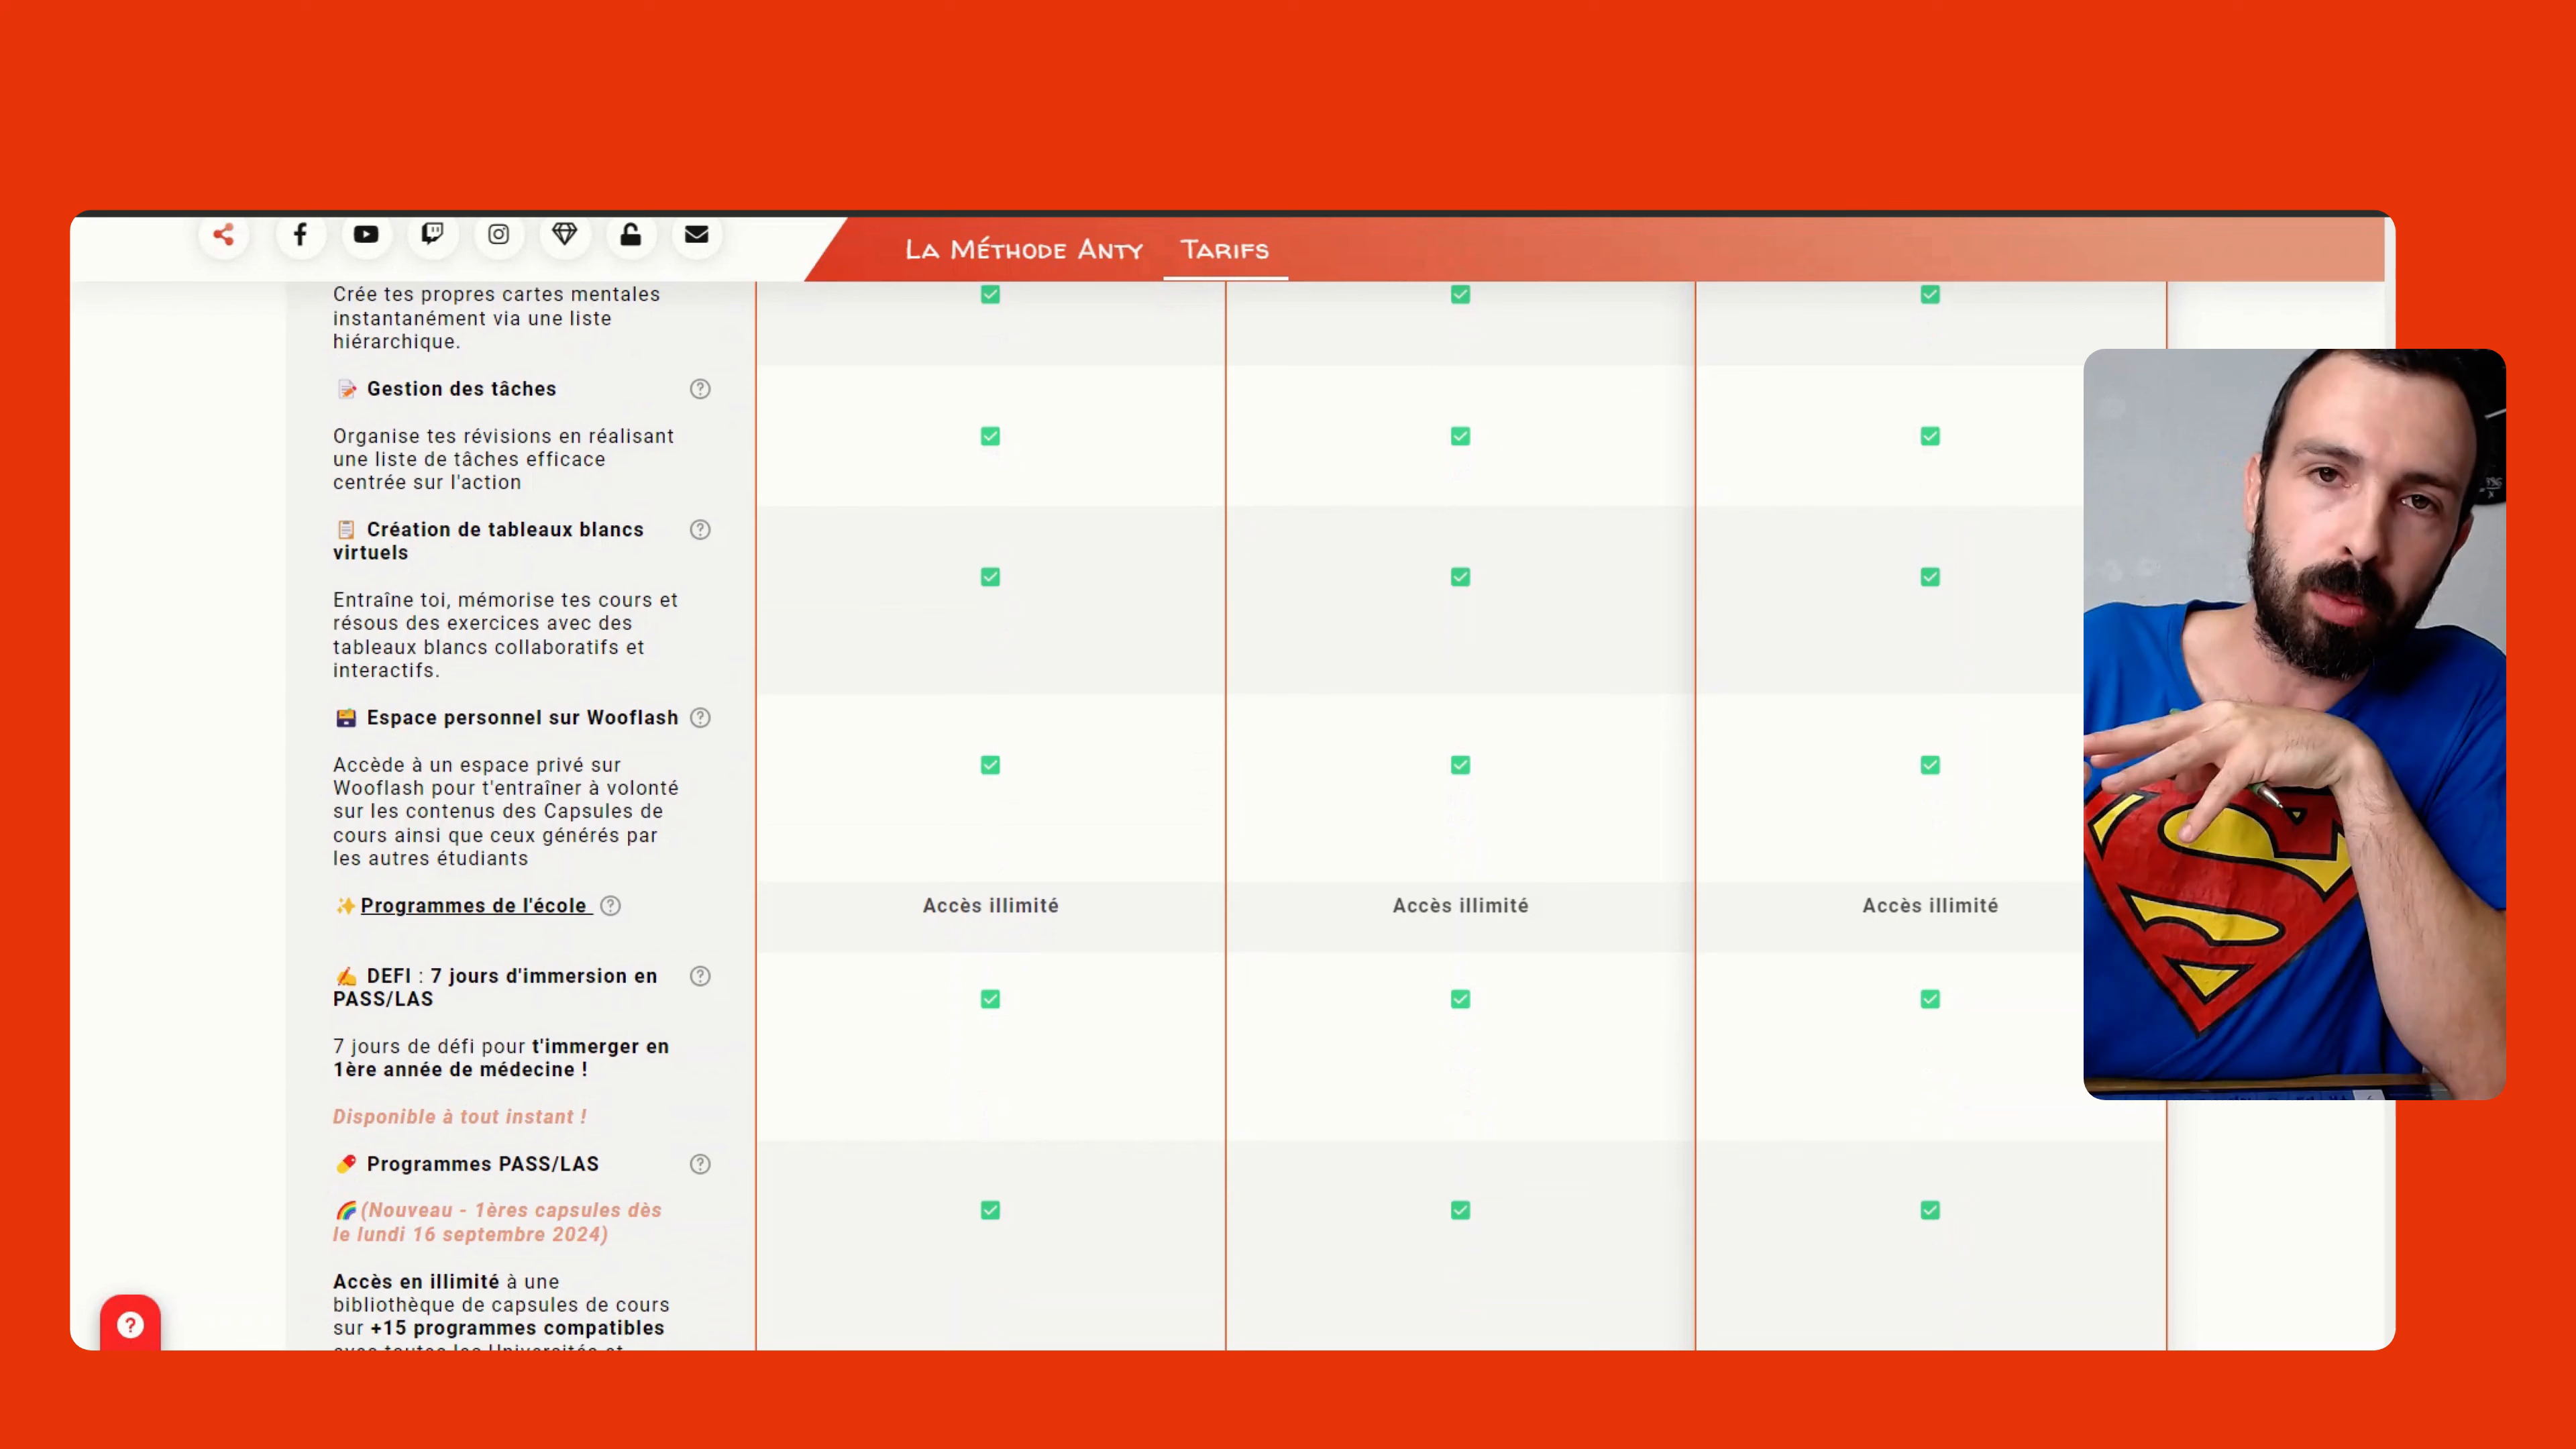 La Méthode Anty Tarifs
Crée tes propres cartes mentales
instantanément via une liste
hiérarchique.
Gestion des tâches
Organise tes révisions en réalisant
une liste de tâches efficace
centrée sur l'action
Création de tableaux blancs
virtuels
Entraîne toi, mémorise tes cours et
résous des exercices avec des
tableaux blancs collaboratifs et
interactifs.
Espace personnel sur Wooflash
Accède à un espace privé sur
Wooflash pour t'entraîner à volonté
sur les contenus des Capsules de
cours ainsi que ceux générés par
les autres étudiants
Programmes de l'école Accès illimité Accès illimité Accès illimité
DEFI : 7 jours d'immersion en
PASS/LAS
7 jours de défi pour t'immerger en
1ère année de médecine !
Disponible à tout instant !
Programmes PASS/LAS
(Nouveau - 1ères capsules dès
le lundi 16 septembre 2024)
Accès en illimité à une
bibliothèque de capsules de cours
sur +15 programmes compatibles
avec toutes les Universités et